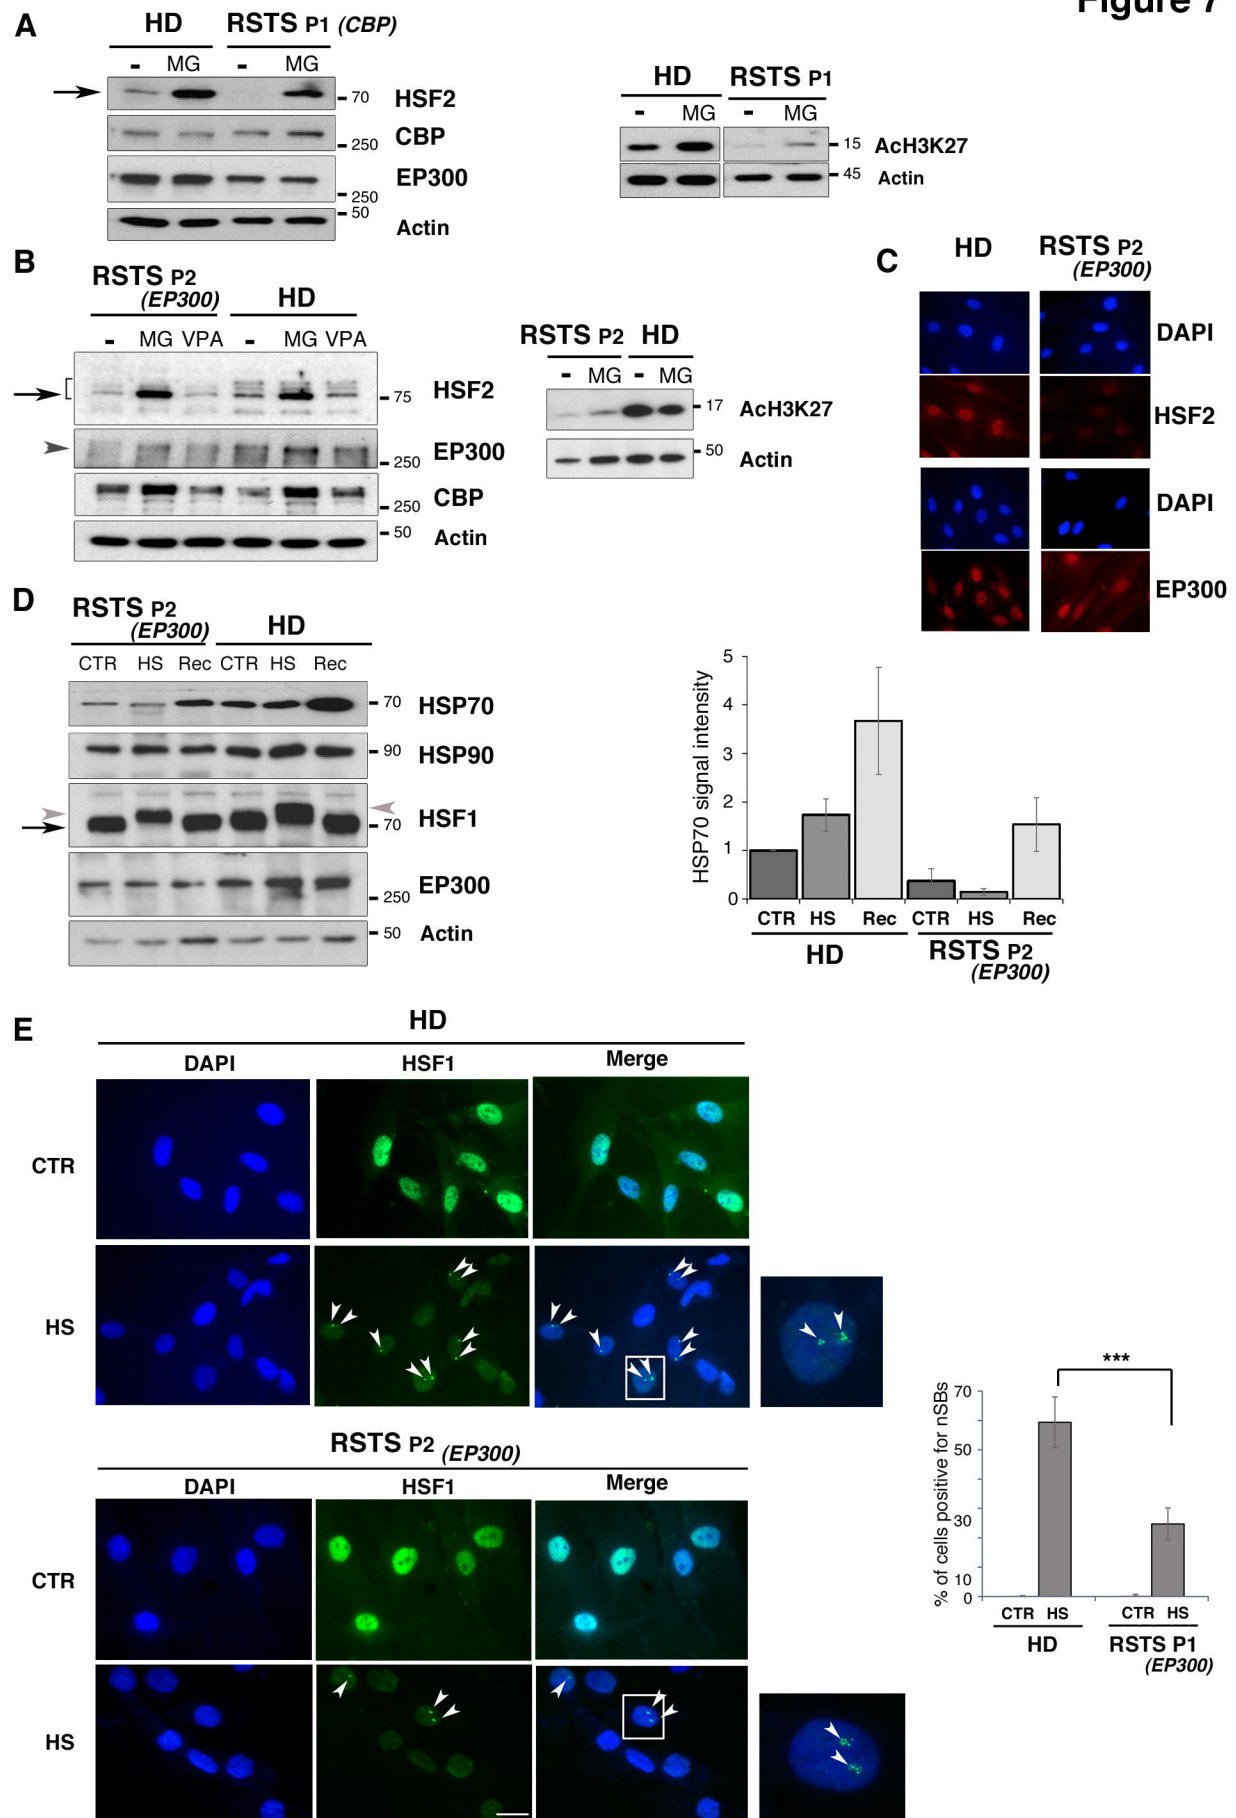 Figure 7
A
HD RSTS P1 (CBP)
- MG - MG
70 HSF2
CBP
250
EP300
250
50
Actin
HD RSTS P1
- MG - MG
15 AcH3K27
45 Actin
B
RSTS P2
(EP300)
HD
- MG VPA - MG VPA
75 HSF2
EP300
250
CBP
250
50
Actin
RSTS P2 HD
- MG - MG
17 AcH3K27
50
Actin
C
HD RSTS P2
(EP300)
DAPI
HSF2
DAPI
EP300
D
RSTS P2
(EP300)
HD
CTR HS Rec CTR HS Rec
70 HSP70
90 HSP90
70 HSF1
EP300
250
50 Actin
HSP70 signal intensity
5
4
3
2
1
0
CTR HS Rec CTR HS Rec
HD RSTS P2
(EP300)
E
HD
DAPI HSF1 Merge
CTR
HS
RSTS P2 (EP300)
DAPI HSF1 Merge
CTR
HS
***
% of cells positive for nSBs
70
50
30
10
0
CTR HS CTR HS
HD RSTS P1
(EP300)